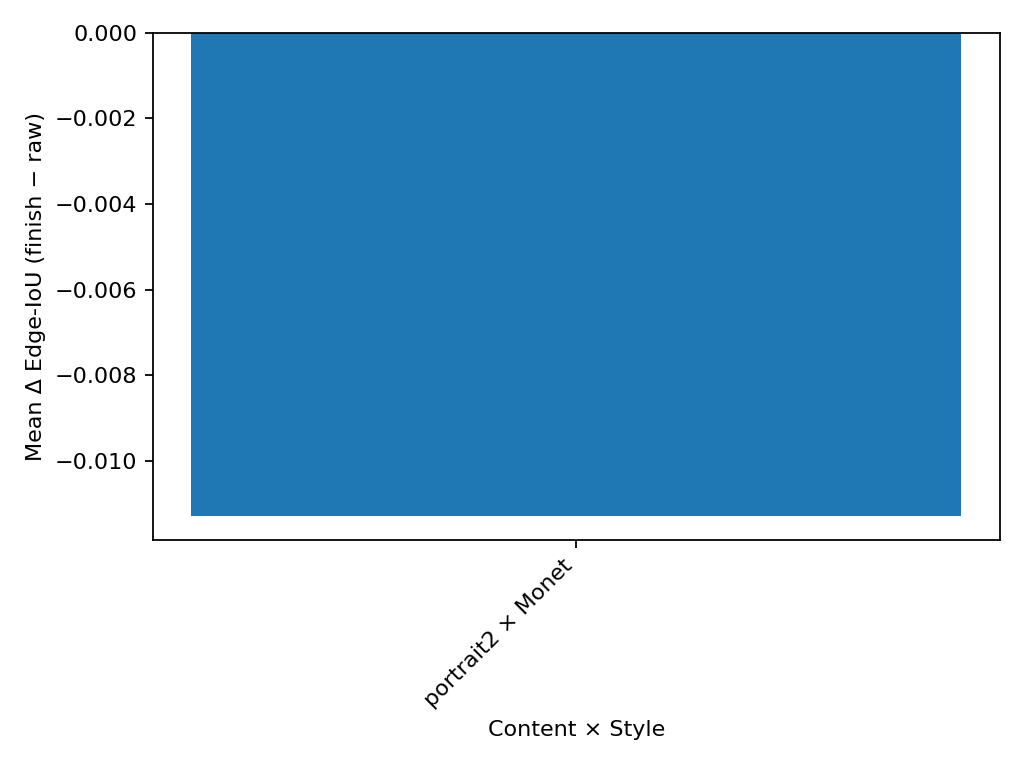 Mean Δ Edge-IoU (finish − raw)
0.000
−0.002
−0.004
−0.006
−0.008
−0.010
portrait2 × Monet
Content × Style